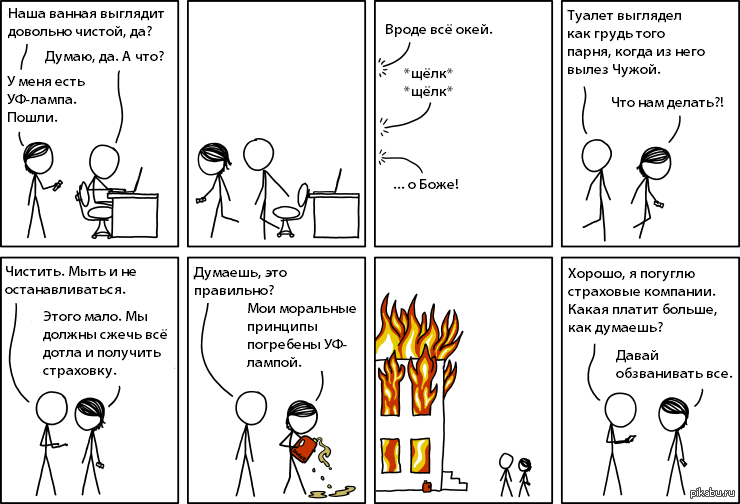 Наша ванная выглядит
довольно чистой, да?
Думаю, да. А что?
У меня есть
УФ-лампа.
Пошли.
Вроде всё окей.
*щёлк*
*щёлк*
... о Боже!
Туалет выглядел
как грудь того
парня, когда из него
вылез Чужой.
Что нам делать?!
Чистить. Мыть и не
останавливаться.
Этого мало. Мы
должны сжечь всё
дотла и получить
страховку.
Думаешь, это
правильно?
Мои моральные
принципы
погребены УФ-
лампой.
Хорошо, я погуглю
страховые компании.
Какая платит больше,
как думаешь?
Давай
обзванивать все.
pikabu.ru